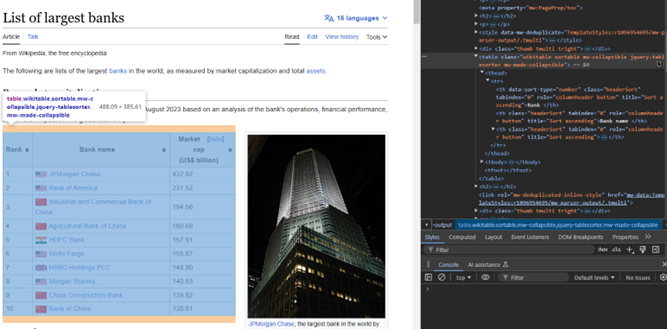 List of largest banks
16 languages
Article Talk Read Edit View history Tools
From Wikipedia, the free encyclopedia
The following are lists of the largest banks in the world, as measured by market capitalization and total assets.
table.wikitable.sortable.mw-c
ollapsible.jquery-tablesorter.
mw-made-collapsible
488.09 × 385.61
August 2023 based on an analysis of the bank's operations, financial performance,
Rank Bank name Market cap (US$ billion) [hide]
1 JPMorgan Chase 432.92
2 Bank of America 231.52
3 Industrial and Commercial Bank of China 194.56
4 Agricultural Bank of China 160.68
5 HDFC Bank 157.91
6 Wells Fargo 155.87
7 HSBC Holdings PLC 148.90
8 Morgan Stanley 140.83
9 China Construction Bank 139.82
10 Bank of China 136.81
JPMorgan Chase, the largest bank in the world by
<meta property="mw:PageProp/toc">
<h2>…</h2>
<p>…</p>
<style data-mw-deduplicate="TemplateStyles:r1096954695/mw-
parser-output/.tmulti">…</style>
<div class="thumb tmulti tright">…</div>
<table class="wikitable sortable mw-collapsible jquery-tablesorter mw-made-collapsible"> == $0
<thead>
<tr>
<th data-sort-type="number" class="headerSort"
tabindex="0" role="columnheader button" title="Sort a
scending">Rank </th>
<th class="headerSort" tabindex="0" role="columnheade
r button" title="Sort ascending">Bank name </th>
<th class="headerSort" tabindex="0" role="columnheade
r button" title="Sort ascending">…</th>
</tr>
</thead>
<tbody>…</tbody>
<tfoot></tfoot>
</table>
<h2>…</h2>
<link rel="mw-deduplicated-inline-style" href="mw-data:Temp
lateStyles:r1096954695/mw-parser-output/.tmulti">
<div class="thumb tmulti tright">…</div>
-output table.wikitable.sortable.mw-collapsible.jquery-tablesorter.mw-made-collapsible
Styles Computed Layout Event Listeners DOM Breakpoints Properties
Filter :hov .cls
Console AI assistance
top Filter Default levels No Issues